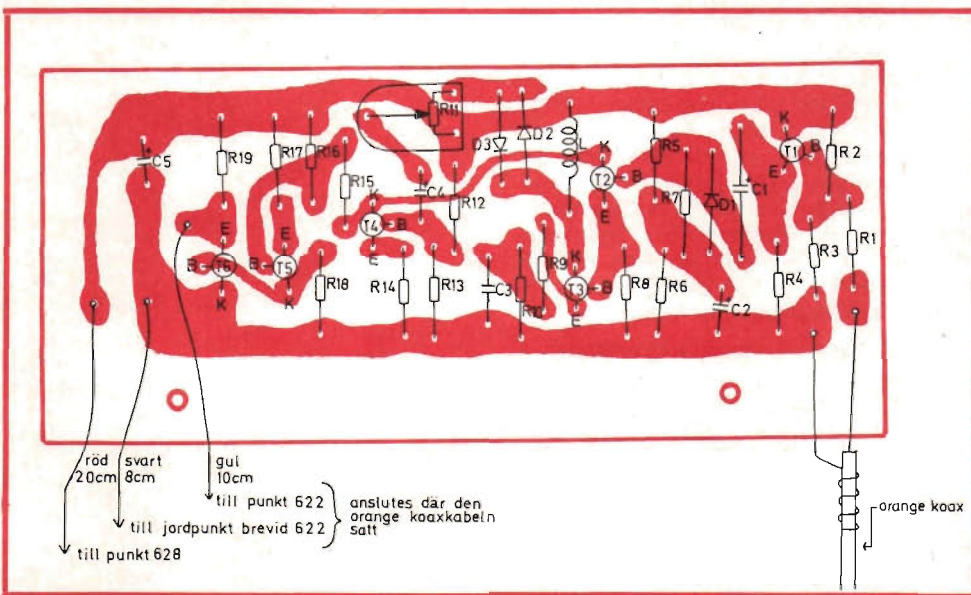 R11
D3
D2
L
K
T1
B
E
R2
C5
R19
R17
R16
R15
K
C4
R12
K
T2
B
E
R5
R7
D1
C1
T4
B
E
R1
R3
E
E
B
T6
K
B
T5
K
R18
R14
R13
C3
R10
R9
K
T3
B
E
R8
R6
C2
R4
röd
20cm
svart
8cm
gul
10cm
till punkt 622
till jordpunkt brevid 622
till punkt 628
anslutes där den
orange koaxkabeln
satt
orange koax